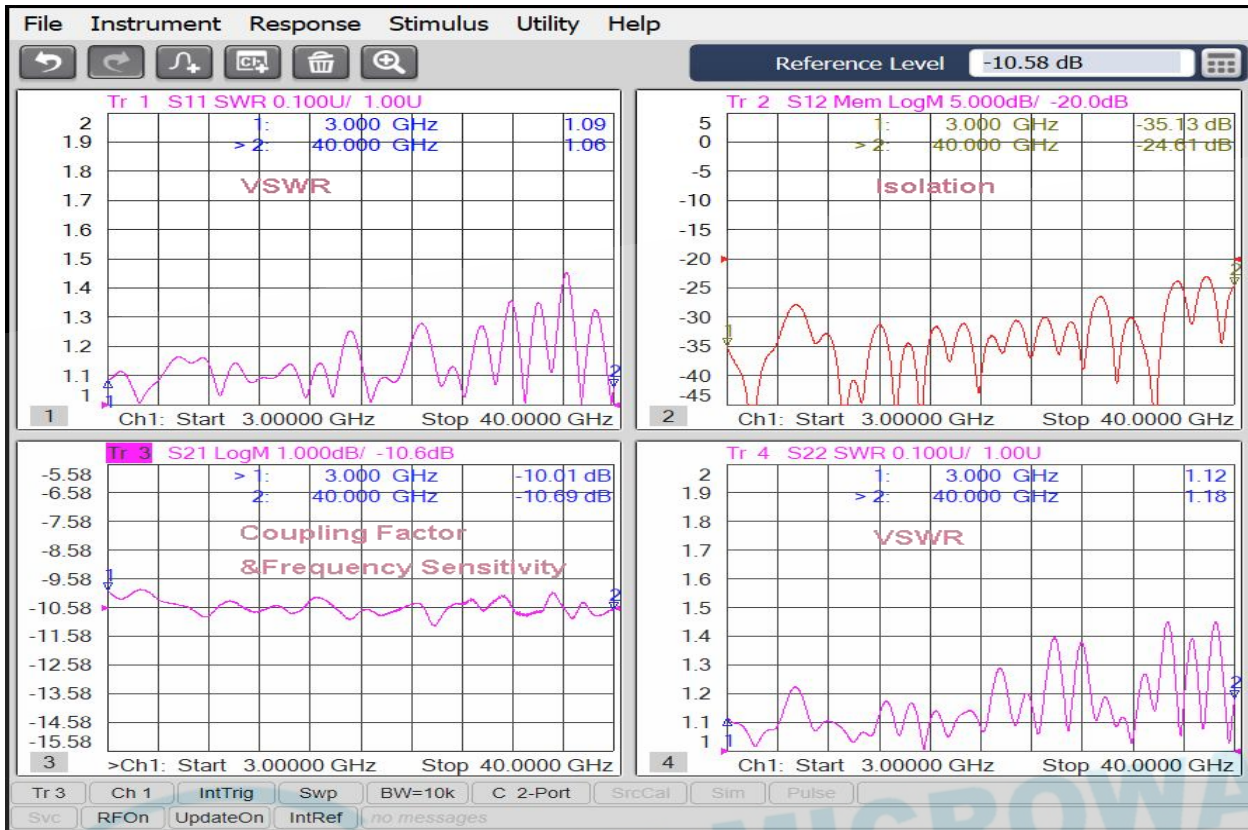 File Instrument Response Stimulus Utility Help
Reference Level -10.58 dB
Tr 1 S11 SWR 0.100U/ 1.00U
1: 3.000 GHz 1.09
> 2: 40.000 GHz 1.06
VSWR
2
1.9
1.8
1.7
1.6
1.5
1.4
1.3
1.2
1.1
1
1
2
1 Ch1: Start 3.00000 GHz Stop 40.0000 GHz
Tr 2 S12 Mem LogM 5.000dB/ -20.0dB
1: 3.000 GHz -35.13 dB
> 2: 40.000 GHz -24.61 dB
Isolation
5
0
-5
-10
-15
-20
-25
-30
-35
-40
-45
1
2
2 Ch1: Start 3.00000 GHz Stop 40.0000 GHz
Tr 3 S21 LogM 1.000dB/ -10.6dB
> 1: 3.000 GHz -10.01 dB
2: 40.000 GHz -10.69 dB
Coupling Factor
&Frequency Sensitivity
-5.58
-6.58
-7.58
-8.58
-9.58
-10.58
-11.58
-12.58
-13.58
-14.58
-15.58
1
2
3 >Ch1: Start 3.00000 GHz Stop 40.0000 GHz
Tr 4 S22 SWR 0.100U/ 1.00U
1: 3.000 GHz 1.12
> 2: 40.000 GHz 1.18
VSWR
2
1.9
1.8
1.7
1.6
1.5
1.4
1.3
1.2
1.1
1
1
2
4 Ch1: Start 3.00000 GHz Stop 40.0000 GHz
Tr 3 Ch 1 IntTrig Swp BW=10k C 2-Port SrcCal Sim Pulse
Svc RFOn UpdateOn IntRef no messages